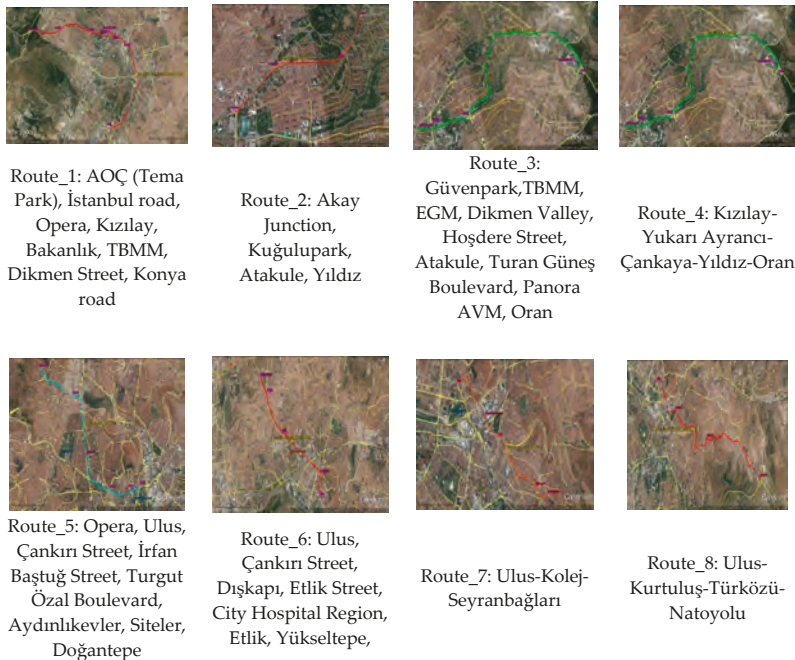 Route_1: AOÇ (Tema
Park), İstanbul road,
Opera, Kızılay,
Bakanlık, TBMM,
Dikmen Street, Konya
road
Route_2: Akay
Junction,
Kuğulupark,
Atakule, Yıldız
Route_3:
Güvenpark,TBMM,
EGM, Dikmen Valley,
Hoşdere Street,
Atakule, Turan Güneş
Boulevard, Panora
AVM, Oran
Route_4: Kızılay-
Yukarı Ayrancı-
Çankaya-Yıldız-Oran
Route_5: Opera, Ulus,
Çankırı Street, İrfan
Baştuğ Street, Turgut
Özal Boulevard,
Aydınlıkevler, Siteler,
Doğantepe
Route_6: Ulus,
Çankırı Street,
Dışkapı, Etlik Street,
City Hospital Region,
Etlik, Yükseltepe,
Route_7: Ulus-Kolej-
Seyranbağları
Route_8: Ulus-
Kurtuluş-Türközü-
Natoyolu